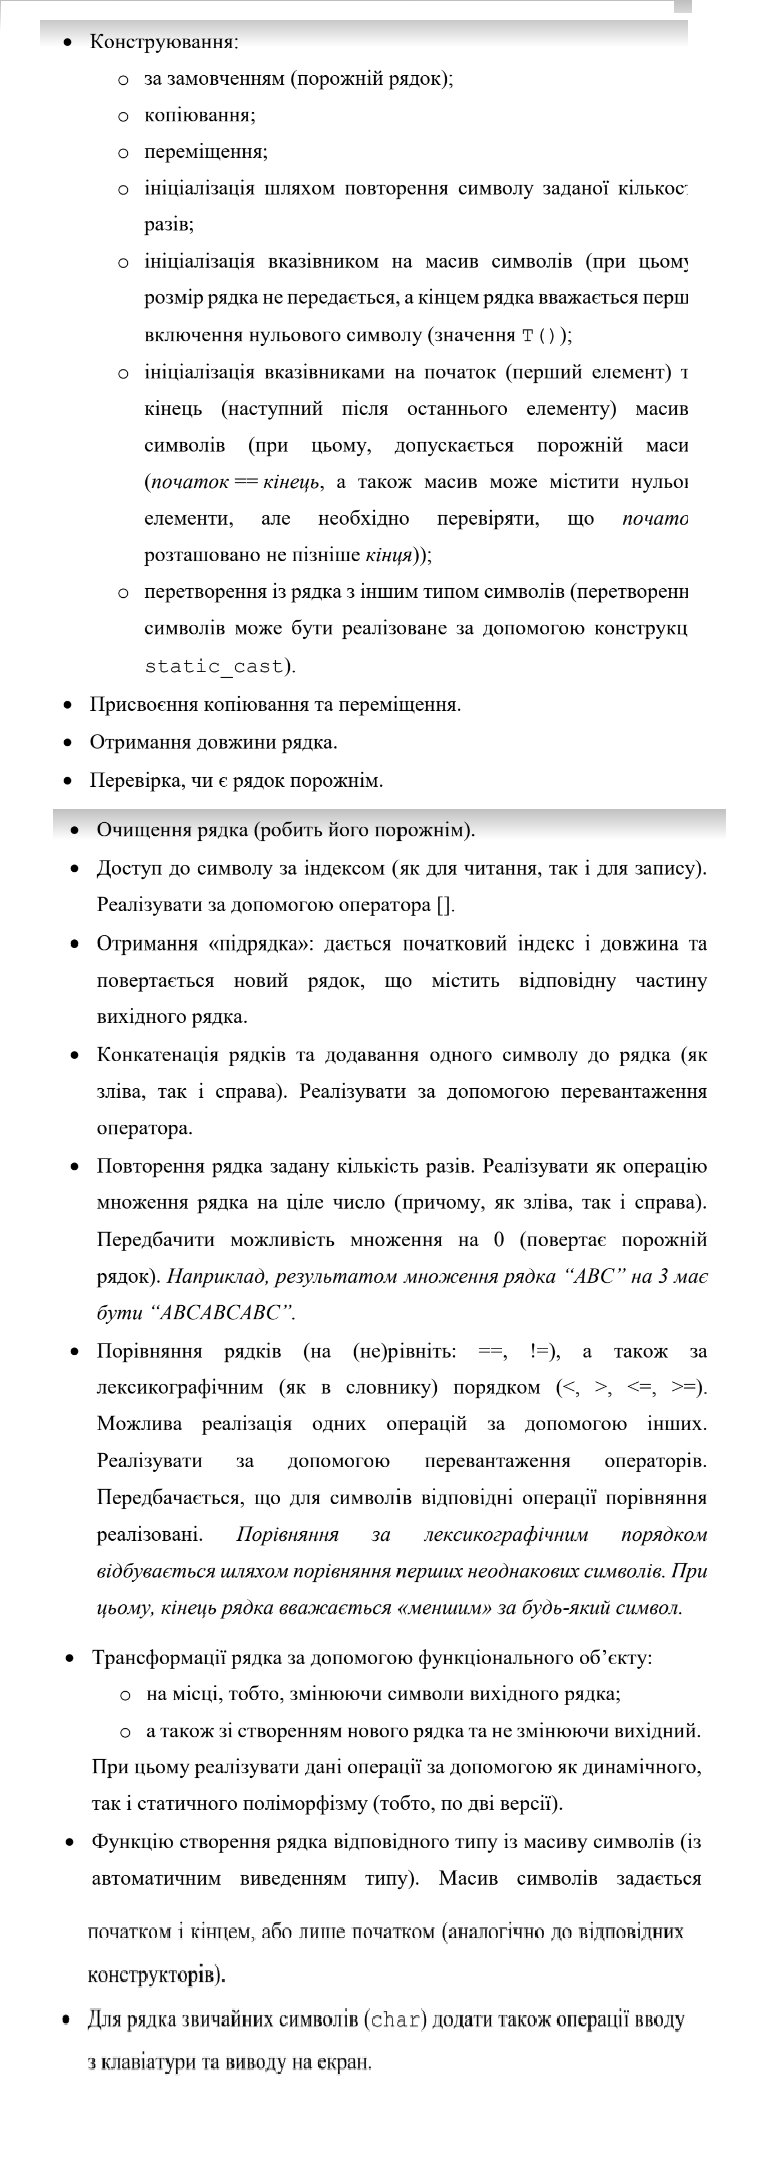 • Конструювання:
o за замовченням (порожній рядок);
o копіювання;
o переміщення;
o ініціалізація шляхом повторення символу заданої кількос
разів;
o ініціалізація вказівником на масив символів (при цьому
розмір рядка не передається, а кінцем рядка вважається перш
включення нульового символу (значення T());
o ініціалізація вказівниками на початок (перший елемент) т
кінець (наступний після останнього елементу) масив
символів (при цьому, допускається порожній маси
(початок == кінець, а також масив може містити нульов
елементи, але необхідно перевіряти, що почато
розташовано не пізніше кінця));
o перетворення із рядка з іншим типом символів (перетворенн
символів може бути реалізоване за допомогою конструкц
static_cast).
• Присвоєння копіювання та переміщення.
• Отримання довжини рядка.
• Перевірка, чи є рядок порожнім.
• Очищення рядка (робить його порожнім).
• Доступ до символу за індексом (як для читання, так і для запису).
Реалізувати за допомогою оператора [].
• Отримання «підрядка»: дається початковий індекс і довжина та
повертається новий рядок, що містить відповідну частину
вихідного рядка.
• Конкатенація рядків та додавання одного символу до рядка (як
зліва, так і справа). Реалізувати за допомогою перевантаження
оператора.
• Повторення рядка задану кількість разів. Реалізувати як операцію
множення рядка на ціле число (причому, як зліва, так і справа).
Передбачити можливість множення на 0 (повертає порожній
рядок). Наприклад, результатом множення рядка “ABC” на 3 має
бути “ABCABCABC”.
• Порівняння рядків (на (не)рівніть: ==, !=), а також за
лексикографічним (як в словнику) порядком (<, >, <=, >=).
Можлива реалізація одних операцій за допомогою інших.
Реалізувати за допомогою перевантаження операторів.
Передбачається, що для символів відповідні операції порівняння
реалізовані. Порівняння за лексикографічним порядком
відбувається шляхом порівняння перших неоднакових символів. При
цьому, кінець рядка вважається «меншим» за будь-який символ.
• Трансформації рядка за допомогою функціонального об’єкту:
o на місці, тобто, змінюючи символи вихідного рядка;
o а також зі створенням нового рядка та не змінюючи вихідний.
При цьому реалізувати дані операції за допомогою як динамічного,
так і статичного поліморфізму (тобто, по дві версії).
• Функцію створення рядка відповідного типу із масиву символів (із
автоматичним виведенням типу). Масив символів задається
початком і кінцем, або лише початком (аналогічно до відповідних
конструкторів).
• Для рядка звичайних символів (char) додати також операції вводу
з клавіатури та виводу на екран.